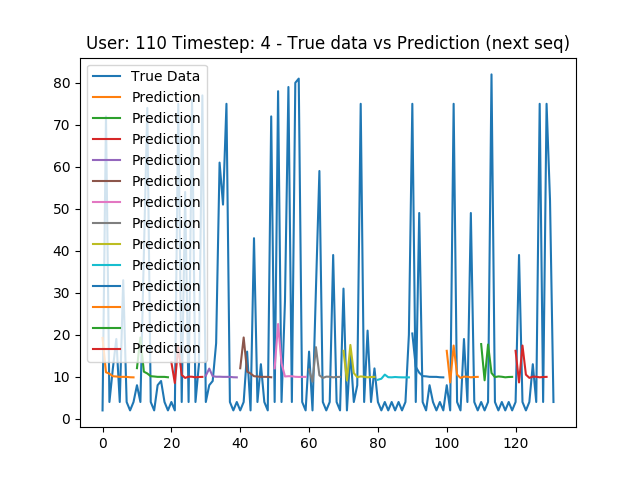 User: 110 Timestep: 4 - True data vs Prediction (next seq)
True Data
Prediction
Prediction
Prediction
Prediction
Prediction
Prediction
Prediction
Prediction
Prediction
Prediction
Prediction
Prediction
Prediction
80
70
60
50
40
30
20
10
0
0 20 40 60 80 100 120